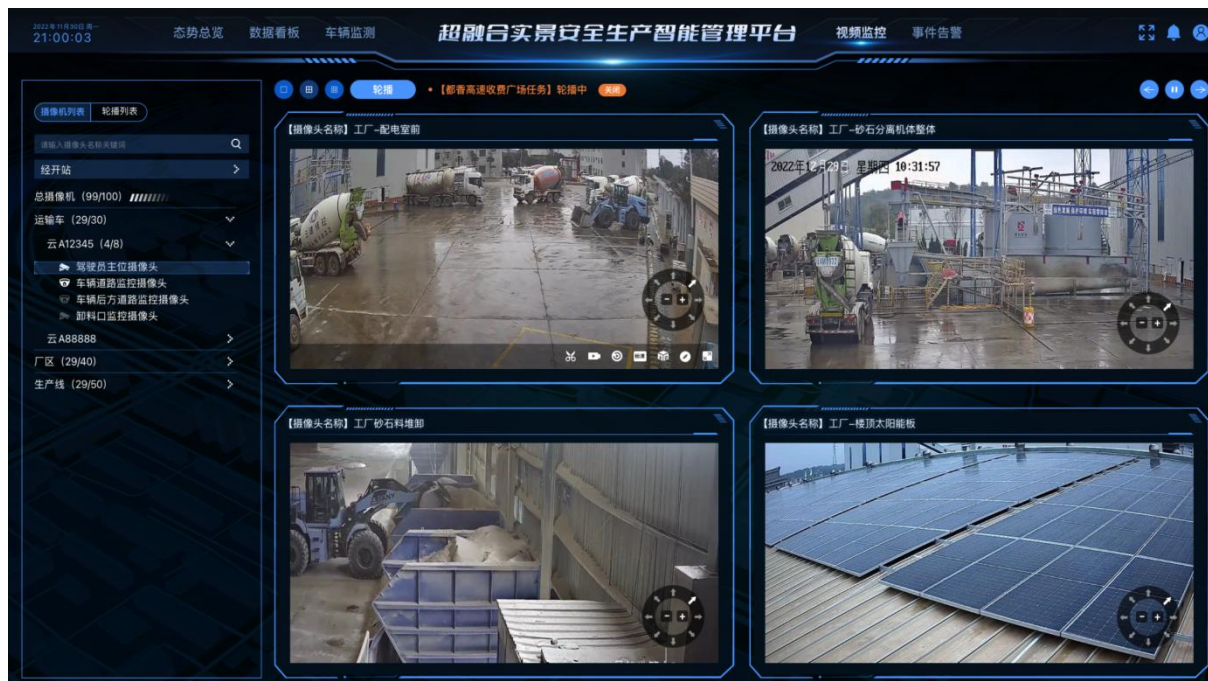 2022年11月30日 周一
21:00:03
态势总览
数据看板
车辆监测
超融合实景安全生产智能管理平台
视频监控
事件告警
轮播
•【都香高速收费广场任务】轮播中
关闭
摄像机列表
轮播列表
请输入摄像头名称关键词
经开站
总摄像机（99/100）
运输车（29/30）
云A12345（4/8）
驾驶员主位摄像头
车辆道路监控摄像头
车辆后方道路监控摄像头
卸料口监控摄像头
云A88888
厂区（29/40）
生产线（29/50）
【摄像头名称】工厂-配电室前
【摄像头名称】工厂-砂石分离机体整体
2022年12月29日 星期四 10:31:57
【摄像头名称】工厂砂石料堆卸
【摄像头名称】工厂-楼顶太阳能板